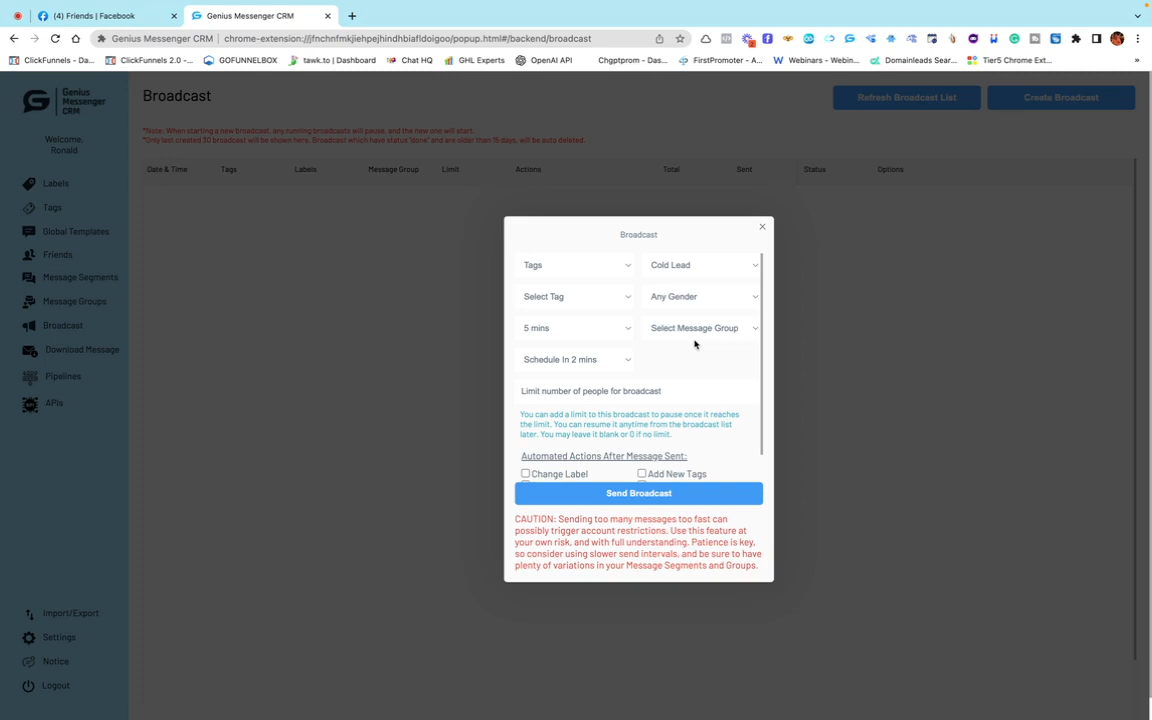 (4) Friends | Facebook
Genius Messenger CRM
Genius Messenger CRM
chrome-extension://jfnchnfmkjiehpejhindhbiafldoigoo/popup.html#/backend/broadcast
ClickFunnels - Da...
ClickFunnels 2.0 -...
GOFUNNELBOX
tawk.to | Dashboard
Chat HQ
GHL Experts
OpenAI API
Chgptprom - Das...
FirstPromoter - A...
Webinars - Webin...
Domainleads Sear...
Tier5 Chrome Ext...
Genius
Messenger
CRM
Welcome,
Ronald
Labels
Tags
Global Templates
Friends
Message Segments
Message Groups
Broadcast
Download Message
Pipelines
APIs
Import/Export
Settings
Notice
Logout
Broadcast
Refresh Broadcast List
Create Broadcast
*Note: When starting a new broadcast, any running broadcasts will pause, and the new one will start.
*Only last created 30 broadcast will be shown here. Broadcast which have status "done" and are older than 15 days, will be auto deleted.
Date & Time Tags Labels Message Group Limit Actions Total Sent Status Options
Broadcast
Tags
Cold Lead
Select Tag
Any Gender
5 mins
Select Message Group
Schedule In 2 mins
Limit number of people for broadcast
You can add a limit to this broadcast to pause once it reaches
the limit. You can resume it anytime from the broadcast list
later. You may leave it blank or 0 if no limit.
Automated Actions After Message Sent:
Change Label
Add New Tags
Send Broadcast
CAUTION: Sending too many messages too fast can
possibly trigger account restrictions. Use this feature at
your own risk, and with full understanding. Patience is key,
so consider using slower send intervals, and be sure to have
plenty of variations in your Message Segments and Groups.